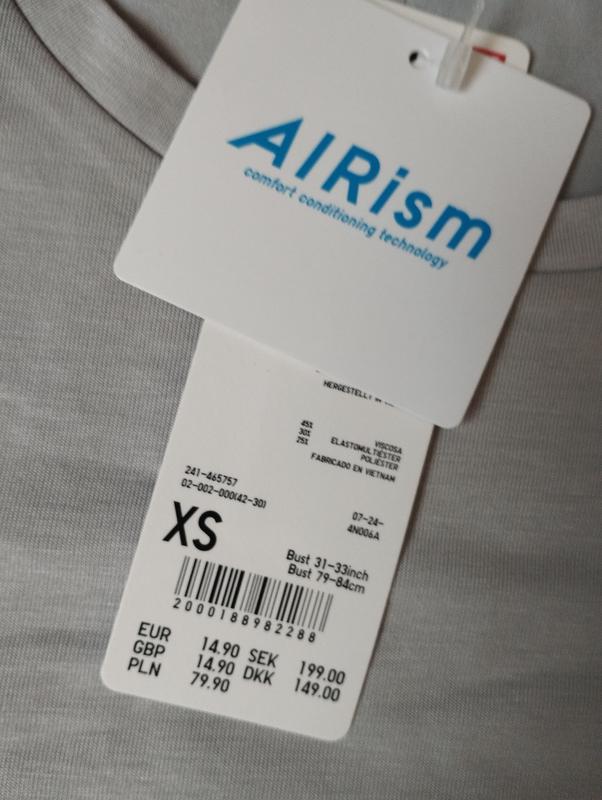 AIRism
comfort conditioning technology
HERGESTELLT IN
45% VISCOSA
30% ELASTOMULTIÉSTER
25% POLIÉSTER
FABRICADO EN VIETNAM
241-465757
02-002-000(42-30)
07-24-
4N006A
XS
Bust 31-33inch
Bust 79-84cm
2000188982288
EUR 14.90 SEK 199.00
GBP 14.90 DKK 149.00
PLN 79.90